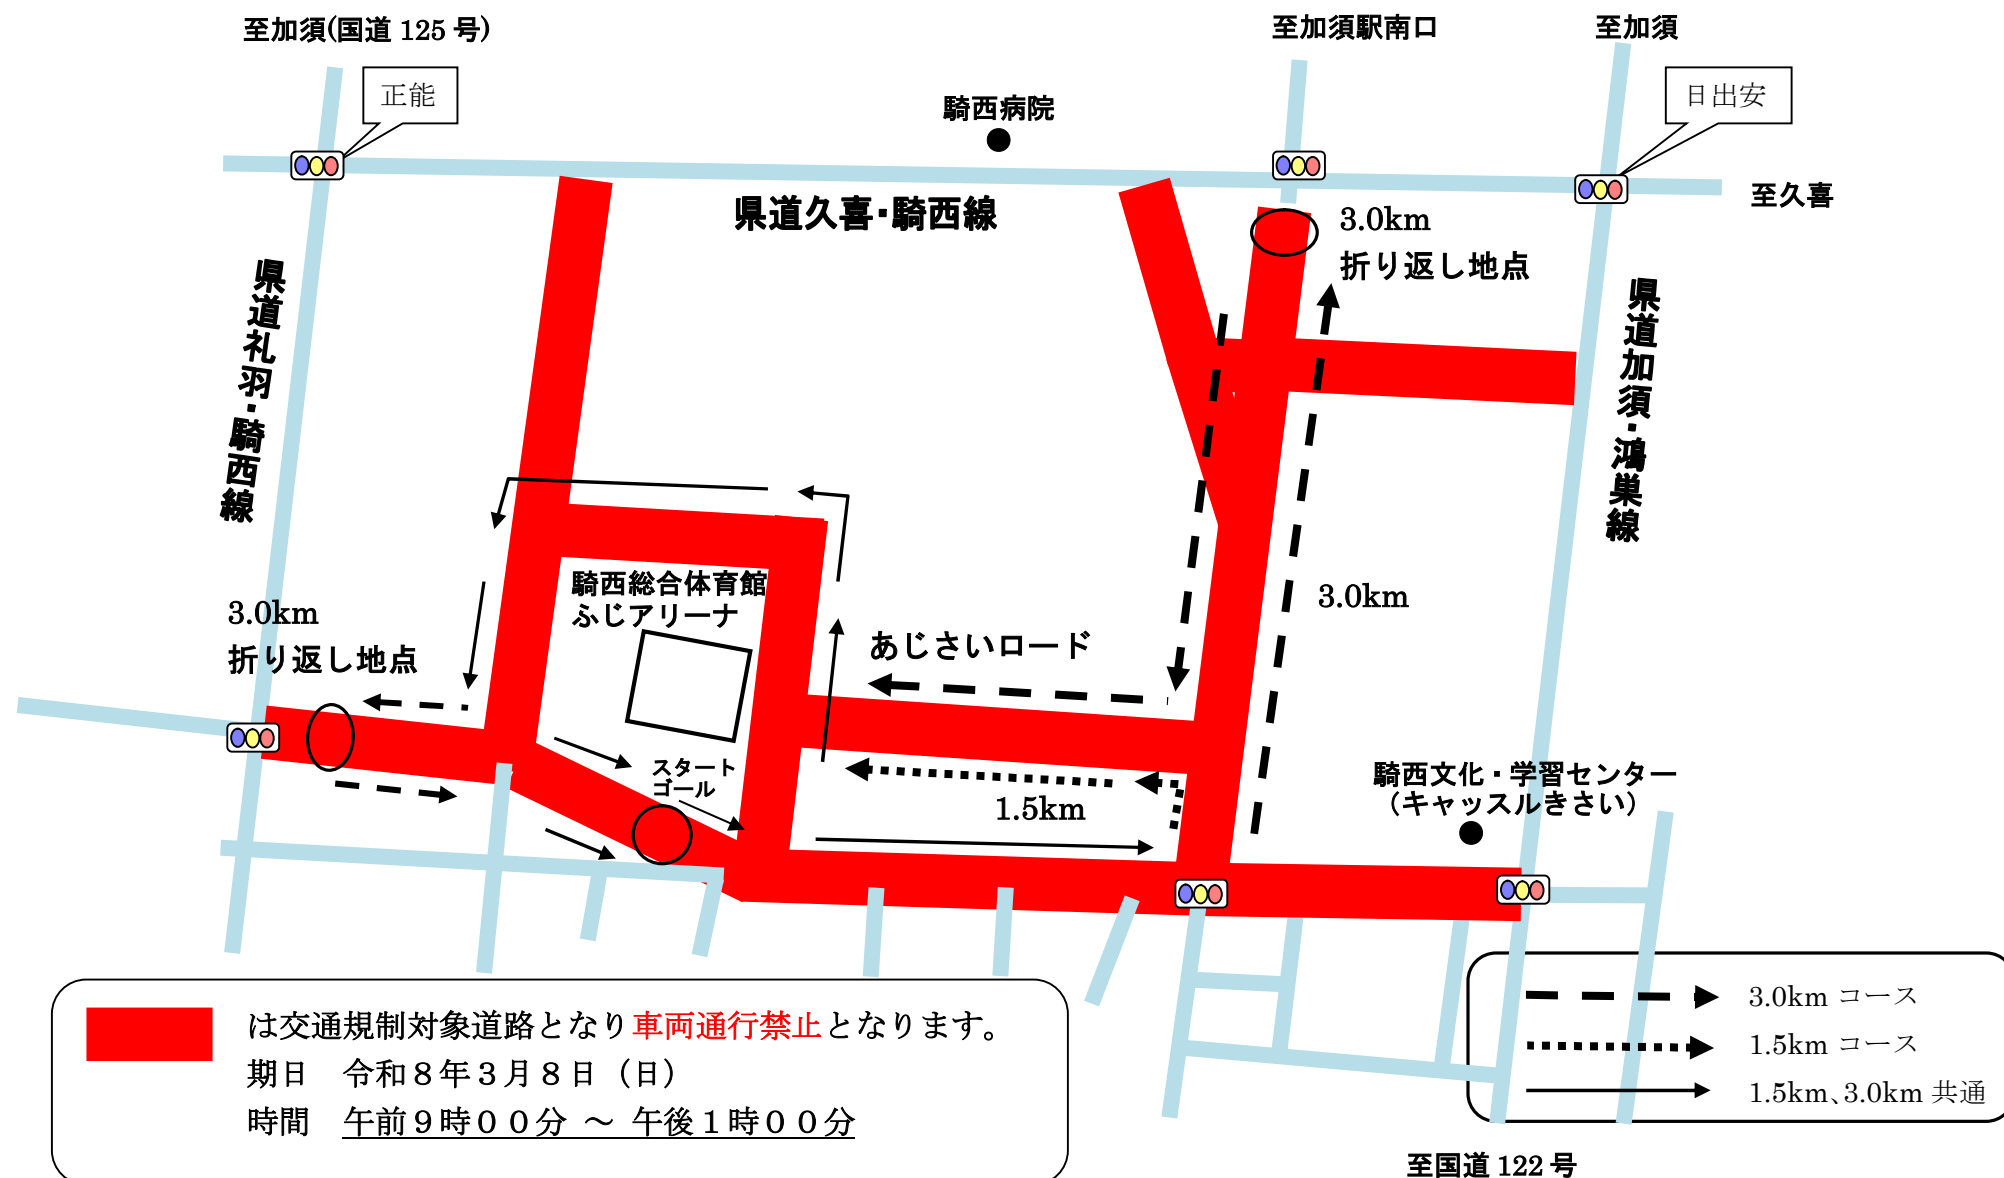 至加須(国道 125 号)
至加須駅南口
至加須
正能
日出安
騎西病院
至久喜
県道久喜・騎西線
3.0km
折り返し地点
県道礼羽・騎西線
県道加須・鴻巣線
騎西総合体育館
ふじアリーナ
3.0km
3.0km
折り返し地点
あじさいロード
スタート
ゴール
1.5km
騎西文化・学習センター
（キャッスルきさい）
は交通規制対象道路となり車両通行禁止となります。
期日　令和８年３月８日（日）
時間　午前９時００分 ～ 午後１時００分
3.0km コース
1.5km コース
1.5km、3.0km 共通
至国道 122 号